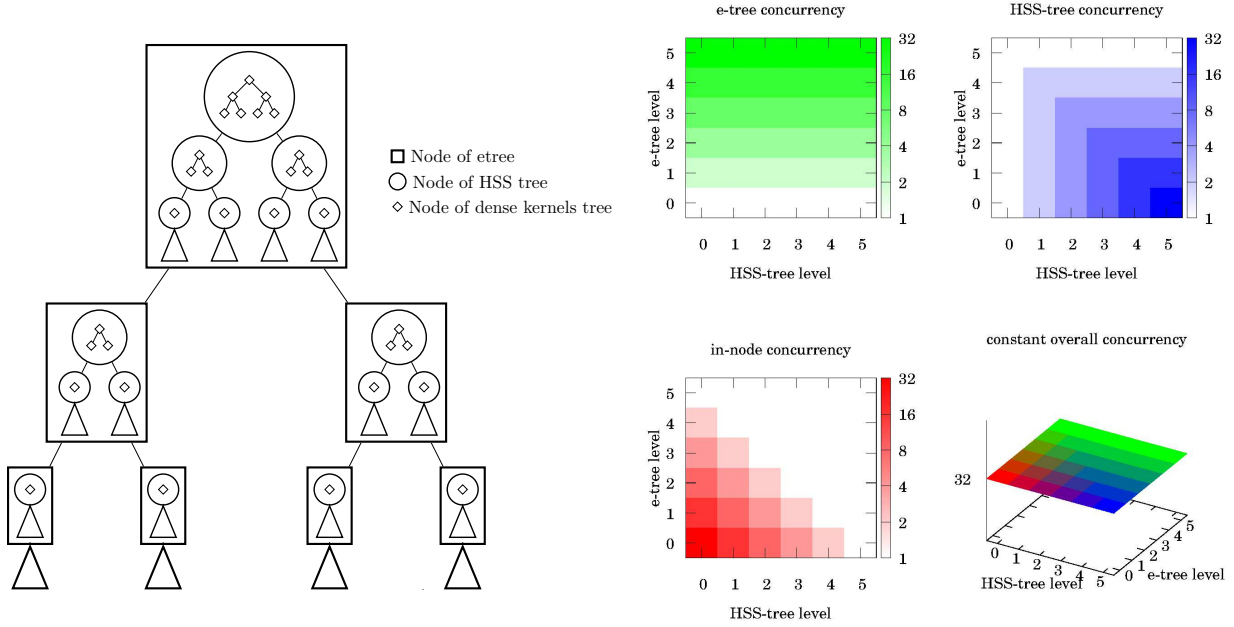 Node of etree
Node of HSS tree
Node of dense kernels tree
e-tree concurrency
5
4
3
2
1
0
e-tree level
0 1 2 3 4 5
HSS-tree level
32
16
8
4
2
1
HSS-tree concurrency
5
4
3
2
1
0
e-tree level
0 1 2 3 4 5
HSS-tree level
32
16
8
4
2
1
in-node concurrency
5
4
3
2
1
0
e-tree level
0 1 2 3 4 5
HSS-tree level
32
16
8
4
2
1
constant overall concurrency
32
0 1 2 3 4 5
HSS-tree level
0 1 2 3 4 5
e-tree level